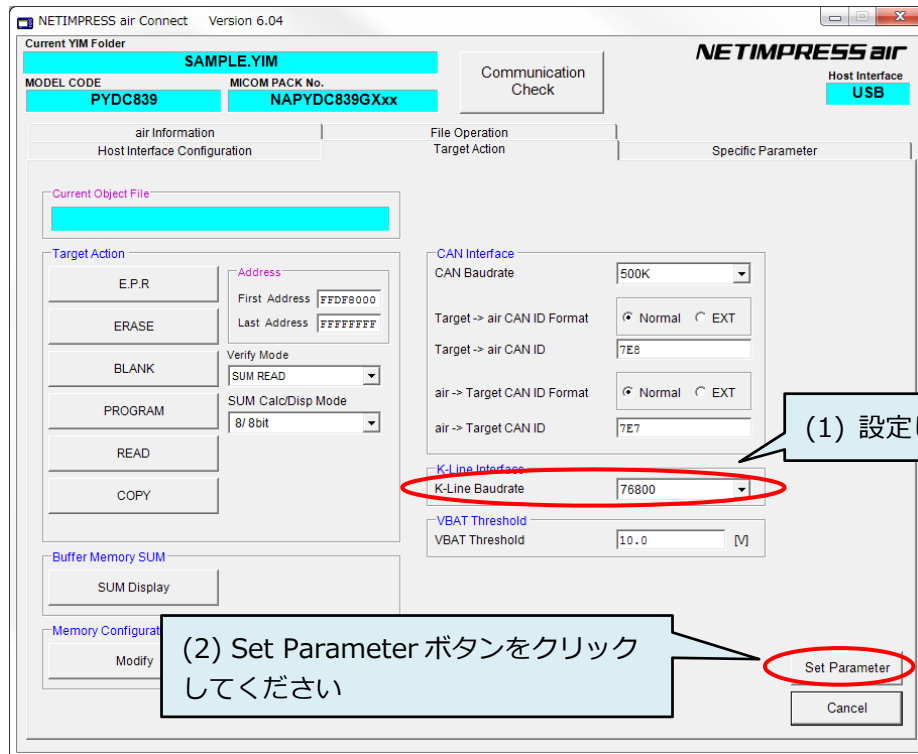 NETIMPRESS air Connect Version 6.04
Current YIM Folder
SAMPLE.YIM
MODEL CODE
MICOM PACK No.
PYDC839
NAPYDC839GXxx
Communication
Check
NETIMPRESS air
Host Interface
USB
air Information
File Operation
Host Interface Configuration
Target Action
Specific Parameter
Current Object File
Target Action
E.P.R
ERASE
BLANK
PROGRAM
READ
COPY
Address
First Address FFDF8000
Last Address FFFFFFFF
Verify Mode
SUM READ
SUM Calc/Disp Mode
8/ 8bit
Buffer Memory SUM
SUM Display
Memory Configurat
Modify
CAN Interface
CAN Baudrate 500K
Target -> air CAN ID Format Normal EXT
Target -> air CAN ID 7E8
air -> Target CAN ID Format Normal EXT
air -> Target CAN ID 7E7
K-Line Interface
K-Line Baudrate 76800
VBAT Threshold
VBAT Threshold 10.0 [V]
(1) 設定
(2) Set Parameter ボタンをクリック
してください
Set Parameter
Cancel